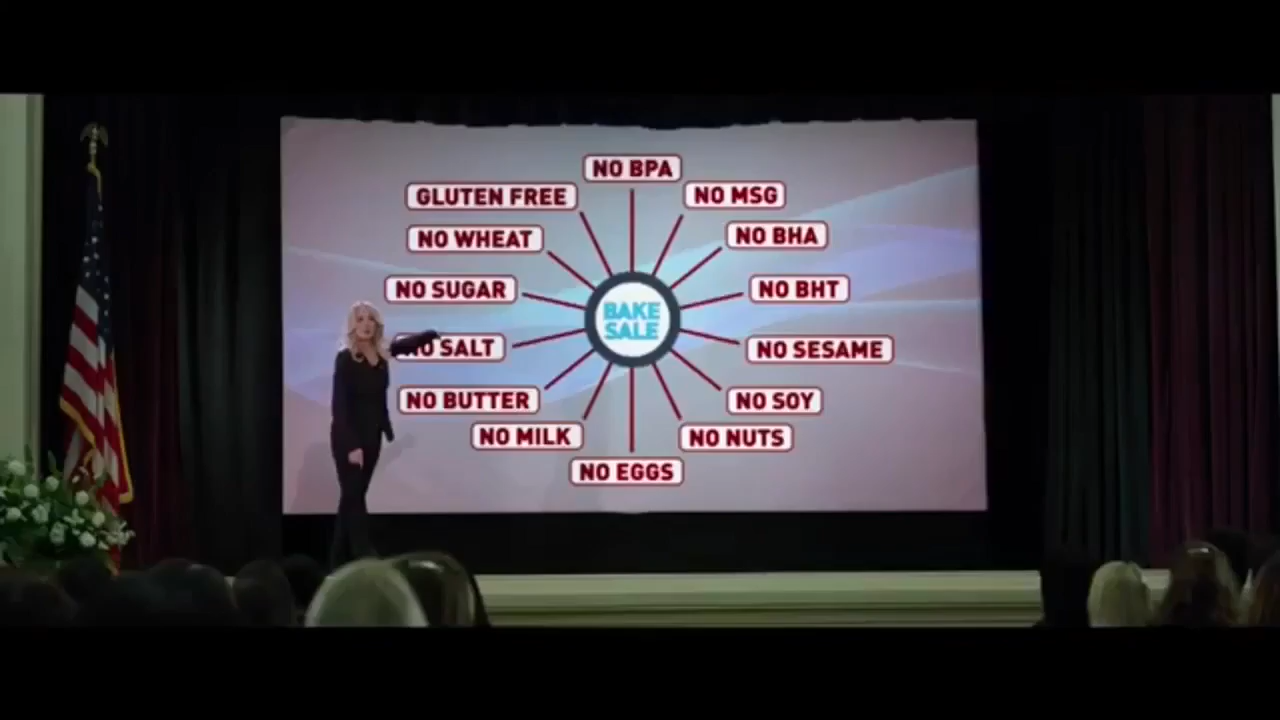 NO BPA
GLUTEN FREE
NO MSG
NO WHEAT
NO BHA
NO SUGAR
NO BHT
BAKE
SALE
NO SALT
NO SESAME
NO BUTTER
NO SOY
NO MILK
NO NUTS
NO EGGS